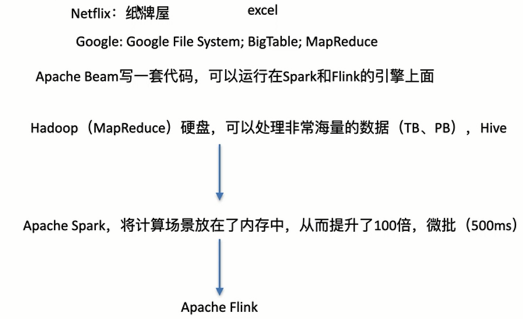 Netflix：纸牌屋 excel
Google: Google File System; BigTable; MapReduce
Apache Beam写一套代码，可以运行在Spark和Flink的引擎上面
Hadoop（MapReduce）硬盘，可以处理非常海量的数据（TB、PB），Hive
Apache Spark，将计算场景放在了内存中，从而提升了100倍，微批（500ms）
Apache Flink